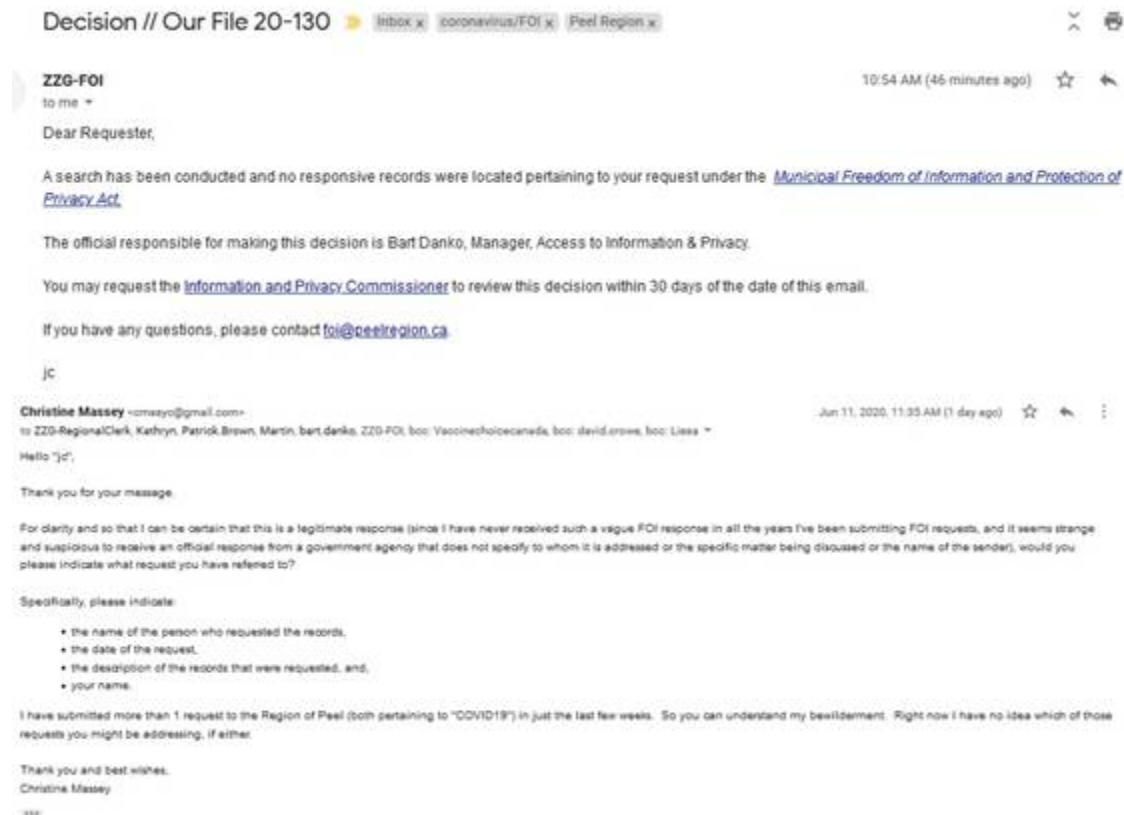 Decision // Our File 20-130 Inbox x coronavirus/FOI x Peel Region x
ZZG-FOI 10:54 AM (46 minutes ago)
to me
Dear Requester,
A search has been conducted and no responsive records were located pertaining to your request under the Municipal Freedom of Information and Protection of
Privacy Act.
The official responsible for making this decision is Bart Danko, Manager, Access to Information & Privacy.
You may request the Information and Privacy Commissioner to review this decision within 30 days of the date of this email.
If you have any questions, please contact foi@peelregion.ca.
jc
Christine Massey <cmssyc@gmail.com> Jun 11, 2020, 11:35 AM (1 day ago)
to ZZG-RegionalClerk, Kathryn, Patrick.Brown, Martin, bart.danko, ZZG-FOI, bcc: Vaccinechoicecanada, bcc: david.crowe, bcc: Liesa
Hello "jc",
Thank you for your message.
For clarity and so that I can be certain that this is a legitimate response (since I have never received such a vague FOI response in all the years I've been submitting FOI requests, and it seems strange
and suspicious to receive an official response from a government agency that does not specify to whom it is addressed or the specific matter being discussed or the name of the sender), would you
please indicate what request you have referred to?
Specifically, please indicate:
• the name of the person who requested the records,
• the date of the request,
• the description of the records that were requested, and,
• your name.
I have submitted more than 1 request to the Region of Peel (both pertaining to "COVID19") in just the last few weeks. So you can understand my bewilderment. Right now I have no idea which of those
requests you might be addressing, if either.
Thank you and best wishes,
Christine Massey